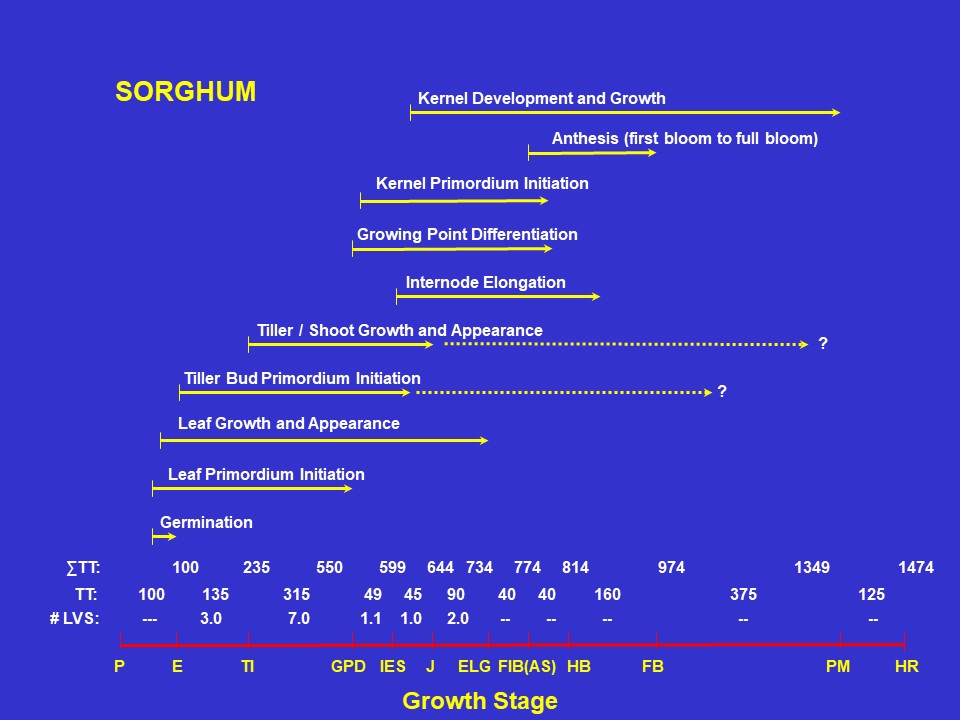 SORGHUM
Kernel Development and Growth
Anthesis (first bloom to full bloom)
Kernel Primordium Initiation
Growing Point Differentiation
Internode Elongation
Tiller / Shoot Growth and Appearance
?
Tiller Bud Primordium Initiation
?
Leaf Growth and Appearance
Leaf Primordium Initiation
Germination
∑TT: 100 235 550 599 644 734 774 814 974 1349 1474
TT: 100 135 315 49 45 90 40 40 160 375 125
# LVS: --- 3.0 7.0 1.1 1.0 2.0 -- -- -- -- --
P E TI GPD IES J ELG FIB(AS) HB FB PM HR
Growth Stage